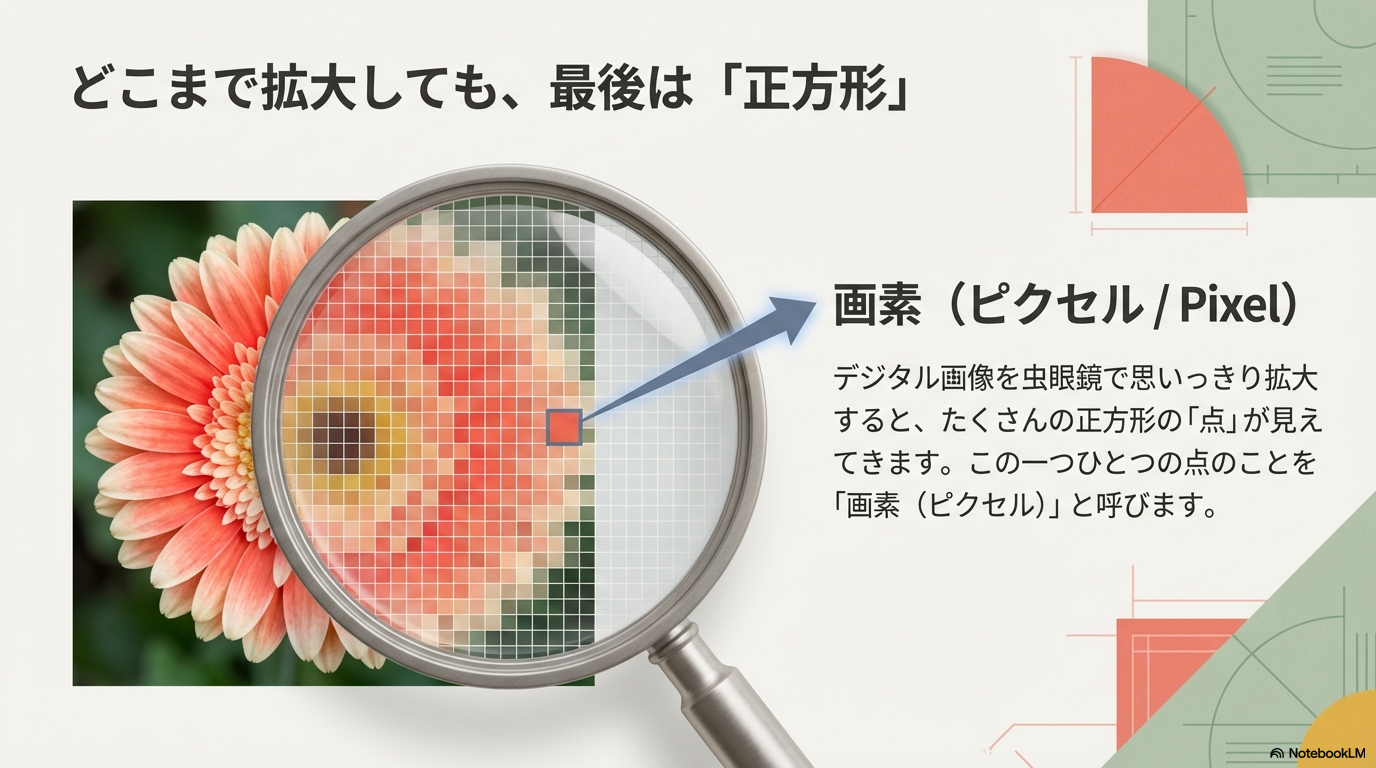 どこまで拡大しても、最後は「正方形」
画素（ピクセル / Pixel）
デジタル画像を虫眼鏡で思いっきり拡大
すると、たくさんの正方形の「点」が見え
てきます。この一つひとつの点のことを
「画素（ピクセル）」と呼びます。
NotebookLM